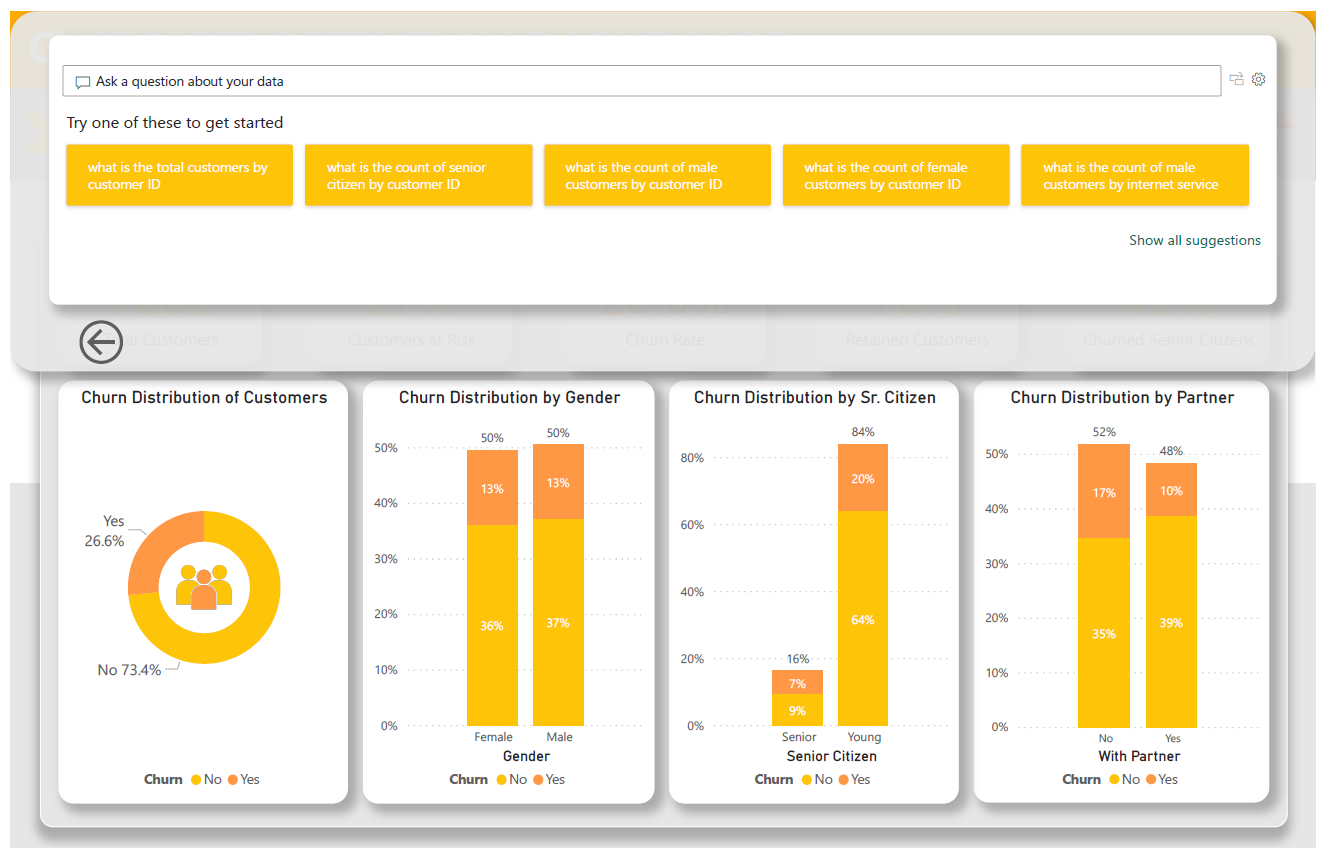 Ask a question about your data
Try one of these to get started
what is the total customers by
customer ID
what is the count of senior
citizen by customer ID
what is the count of male
customers by customer ID
what is the count of female
customers by customer ID
what is the count of male
customers by internet service
Show all suggestions
Customers
Customers at Risk
Churn Rate
Retained Customers
Churned Senior Citizens
Churn Distribution of Customers
Yes
26.6%
No 73.4%
Churn No Yes
Churn Distribution by Gender
50%
40%
30%
20%
10%
0%
50%
13%
36%
50%
13%
37%
Female Male
Gender
Churn No Yes
Churn Distribution by Sr. Citizen
80%
60%
40%
20%
0%
16%
7%
9%
84%
20%
64%
Senior Young
Senior Citizen
Churn No Yes
Churn Distribution by Partner
50%
40%
30%
20%
10%
0%
52%
17%
35%
48%
10%
39%
No Yes
With Partner
Churn No Yes